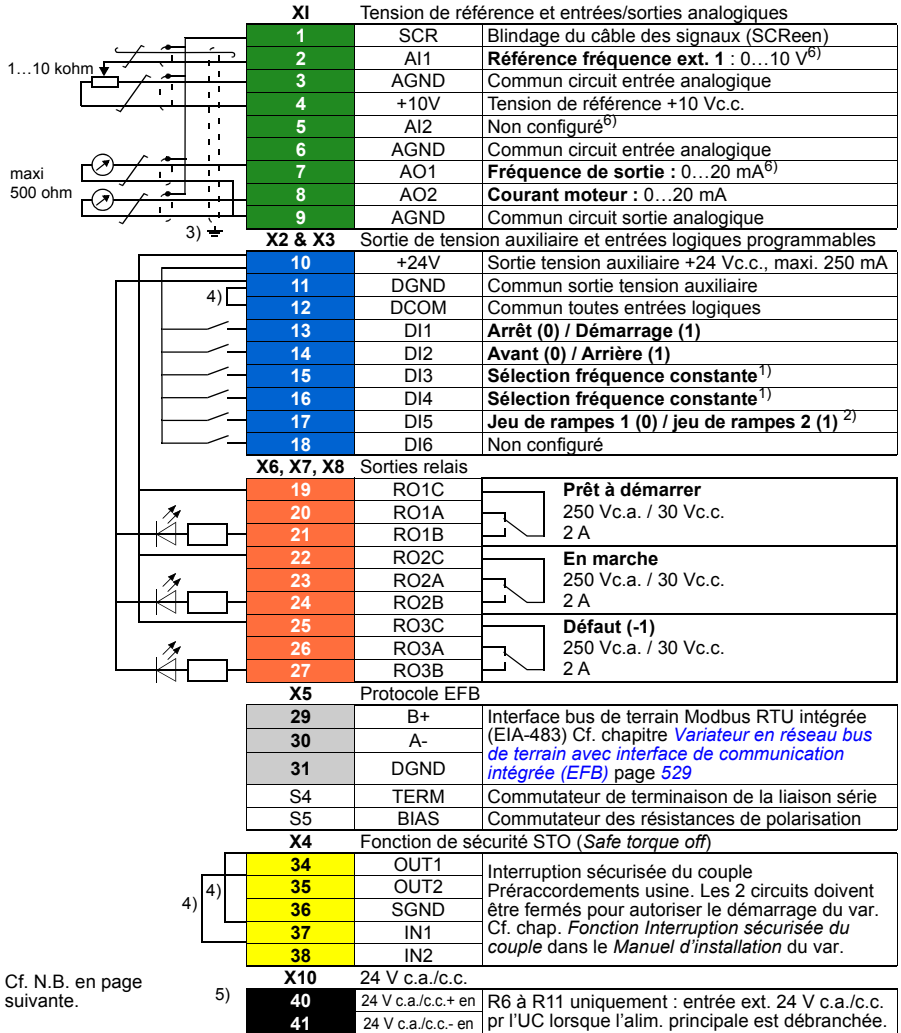 XI Tension de référence et entrées/sorties analogiques
1 SCR Blindage du câble des signaux (SCReen)
2 AI1 Référence fréquence ext. 1 : 0…10 V6)
1…10 kohm
3 AGND Commun circuit entrée analogique
4 +10V Tension de référence +10 Vc.c.
5 AI2 Non configuré6)
6 AGND Commun circuit entrée analogique
7 AO1 Fréquence de sortie : 0…20 mA6)
maxi
500 ohm
8 AO2 Courant moteur : 0…20 mA
9 AGND Commun circuit sortie analogique
3)
X2 & X3 Sortie de tension auxiliaire et entrées logiques programmables
10 +24V Sortie tension auxiliaire +24 Vc.c., maxi. 250 mA
11 DGND Commun sortie tension auxiliaire
4)
12 DCOM Commun toutes entrées logiques
13 DI1 Arrêt (0) / Démarrage (1)
14 DI2 Avant (0) / Arrière (1)
15 DI3 Sélection fréquence constante1)
16 DI4 Sélection fréquence constante1)
17 DI5 Jeu de rampes 1 (0) / jeu de rampes 2 (1) 2)
18 DI6 Non configuré
X6, X7, X8 Sorties relais
19 RO1C Prêt à démarrer
20 RO1A 250 Vc.a. / 30 Vc.c.
21 RO1B 2 A
22 RO2C En marche
23 RO2A 250 Vc.a. / 30 Vc.c.
24 RO2B 2 A
25 RO3C Défaut (-1)
26 RO3A 250 Vc.a. / 30 Vc.c.
27 RO3B 2 A
X5 Protocole EFB
29 B+ Interface bus de terrain Modbus RTU intégrée
30 A- (EIA-483) Cf. chapitre Variateur en réseau bus
de terrain avec interface de communication
31 DGND intégrée (EFB) page 529
S4 TERM Commutateur de terminaison de la liaison série
S5 BIAS Commutateur des résistances de polarisation
X4 Fonction de sécurité STO (Safe torque off)
34 OUT1 Interruption sécurisée du couple
35 OUT2 Préraccordements usine. Les 2 circuits doivent
4) 4)
36 SGND être fermés pour autoriser le démarrage du var.
37 IN1 Cf. chap. Fonction Interruption sécurisée du
38 IN2 couple dans le Manuel d'installation du var.
X10 24 V c.a./c.c.
Cf. N.B. en page
suivante.
5)
40 24 V c.a./c.c.+ en R6 à R11 uniquement : entrée ext. 24 V c.a./c.c.
41 24 V c.a./c.c.- en pr l'UC lorsque l'alim. principale est débranchée.